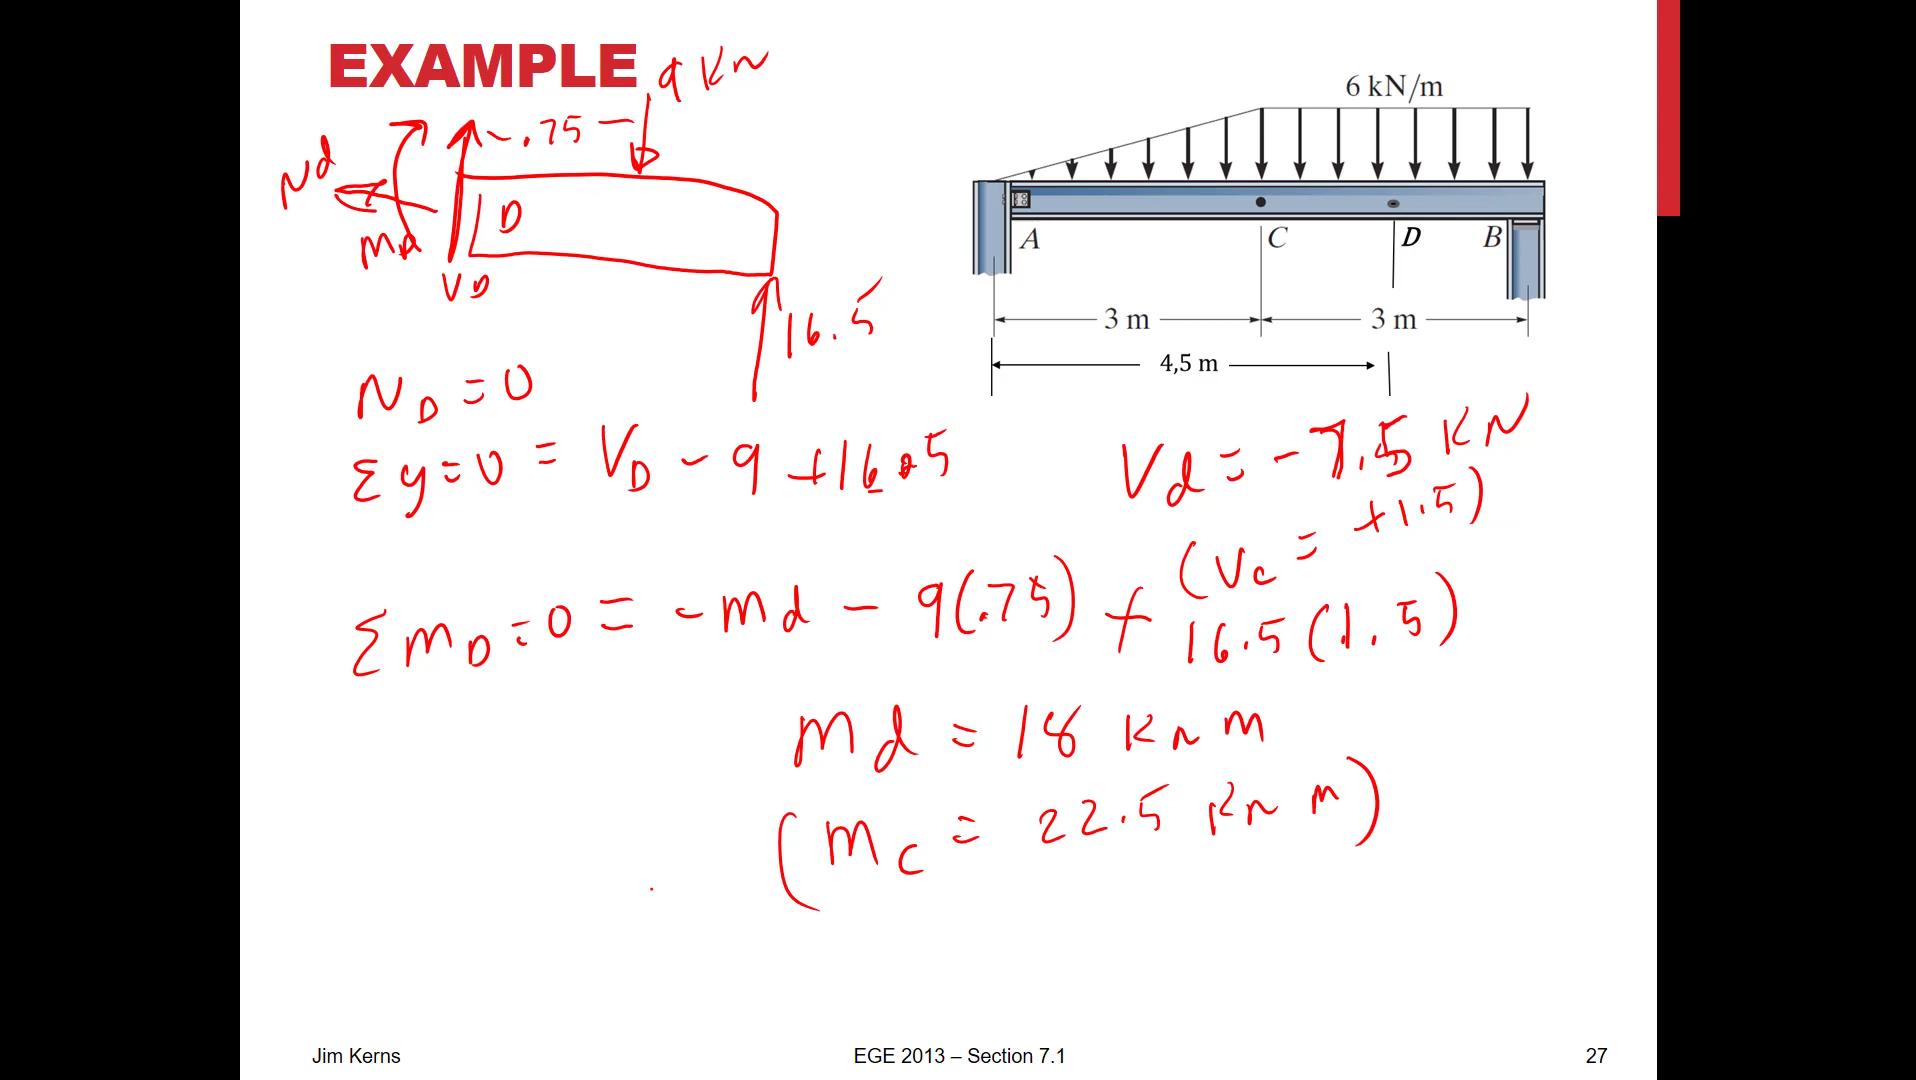 EXAMPLE
9 KN
.75
Nd
D
Md
VD
16.5
6 kN/m
A C D B
3 m 3 m
4,5 m
ND = 0
Σy = 0 = VD - 9 + 16.5
Vd = -7.5 KN
(Vc = +1.5)
ΣMD = 0 = -Md - 9(.75) + 16.5(1.5)
Md = 18 KN m
(Mc = 22.5 KN m)
Jim Kerns
EGE 2013 – Section 7.1
27